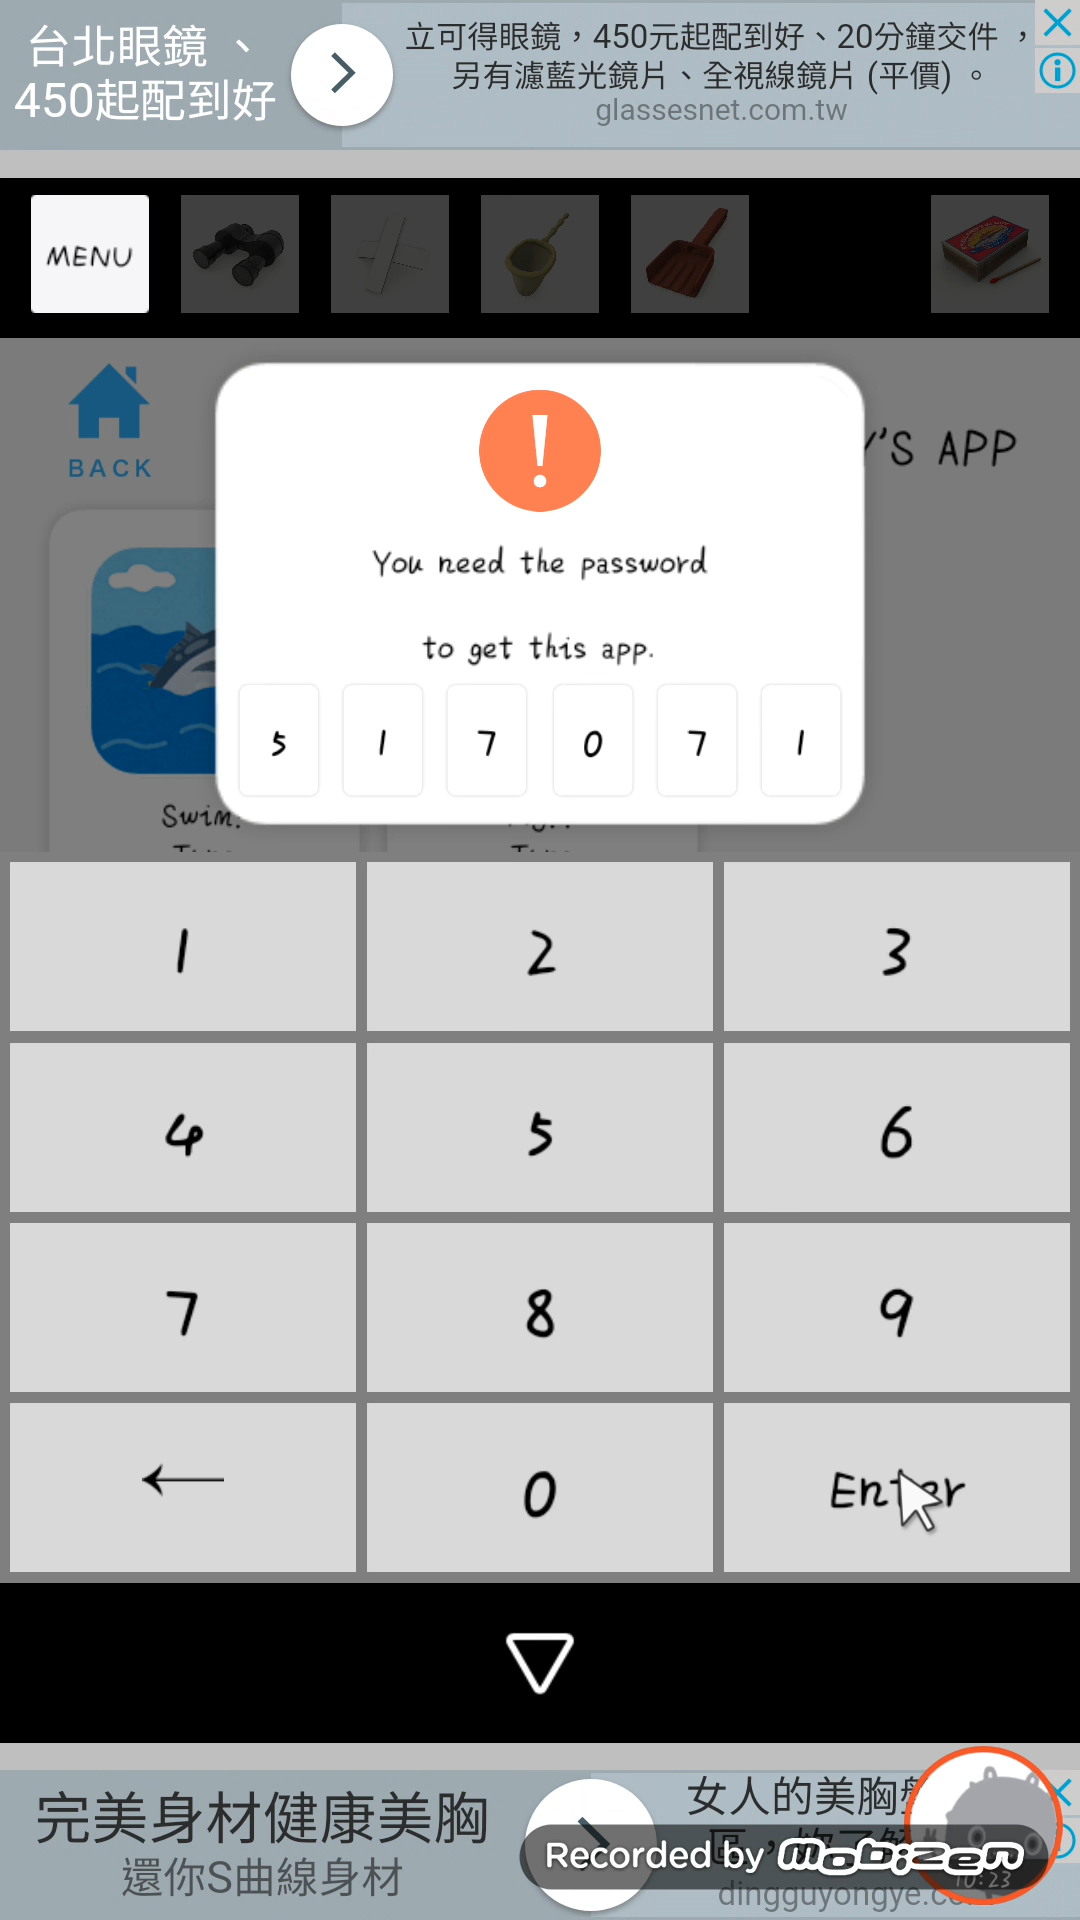 台北眼鏡、
450起配到好
立可得眼鏡，450元起配到好、20分鐘交件，
另有濾藍光鏡片、全視線鏡片 (平價) 。
glassesnet.com.tw
MENU
BACK
'S APP
You need the password
to get this app.
5 1 7 0 7 1
Swim!
1 2 3
4 5 6
7 8 9
← 0 Enter
完美身材健康美胸
還你S曲線身材
女人的美胸
區，妳了解
dingguyongye.co
Recorded by mobizen
10:23